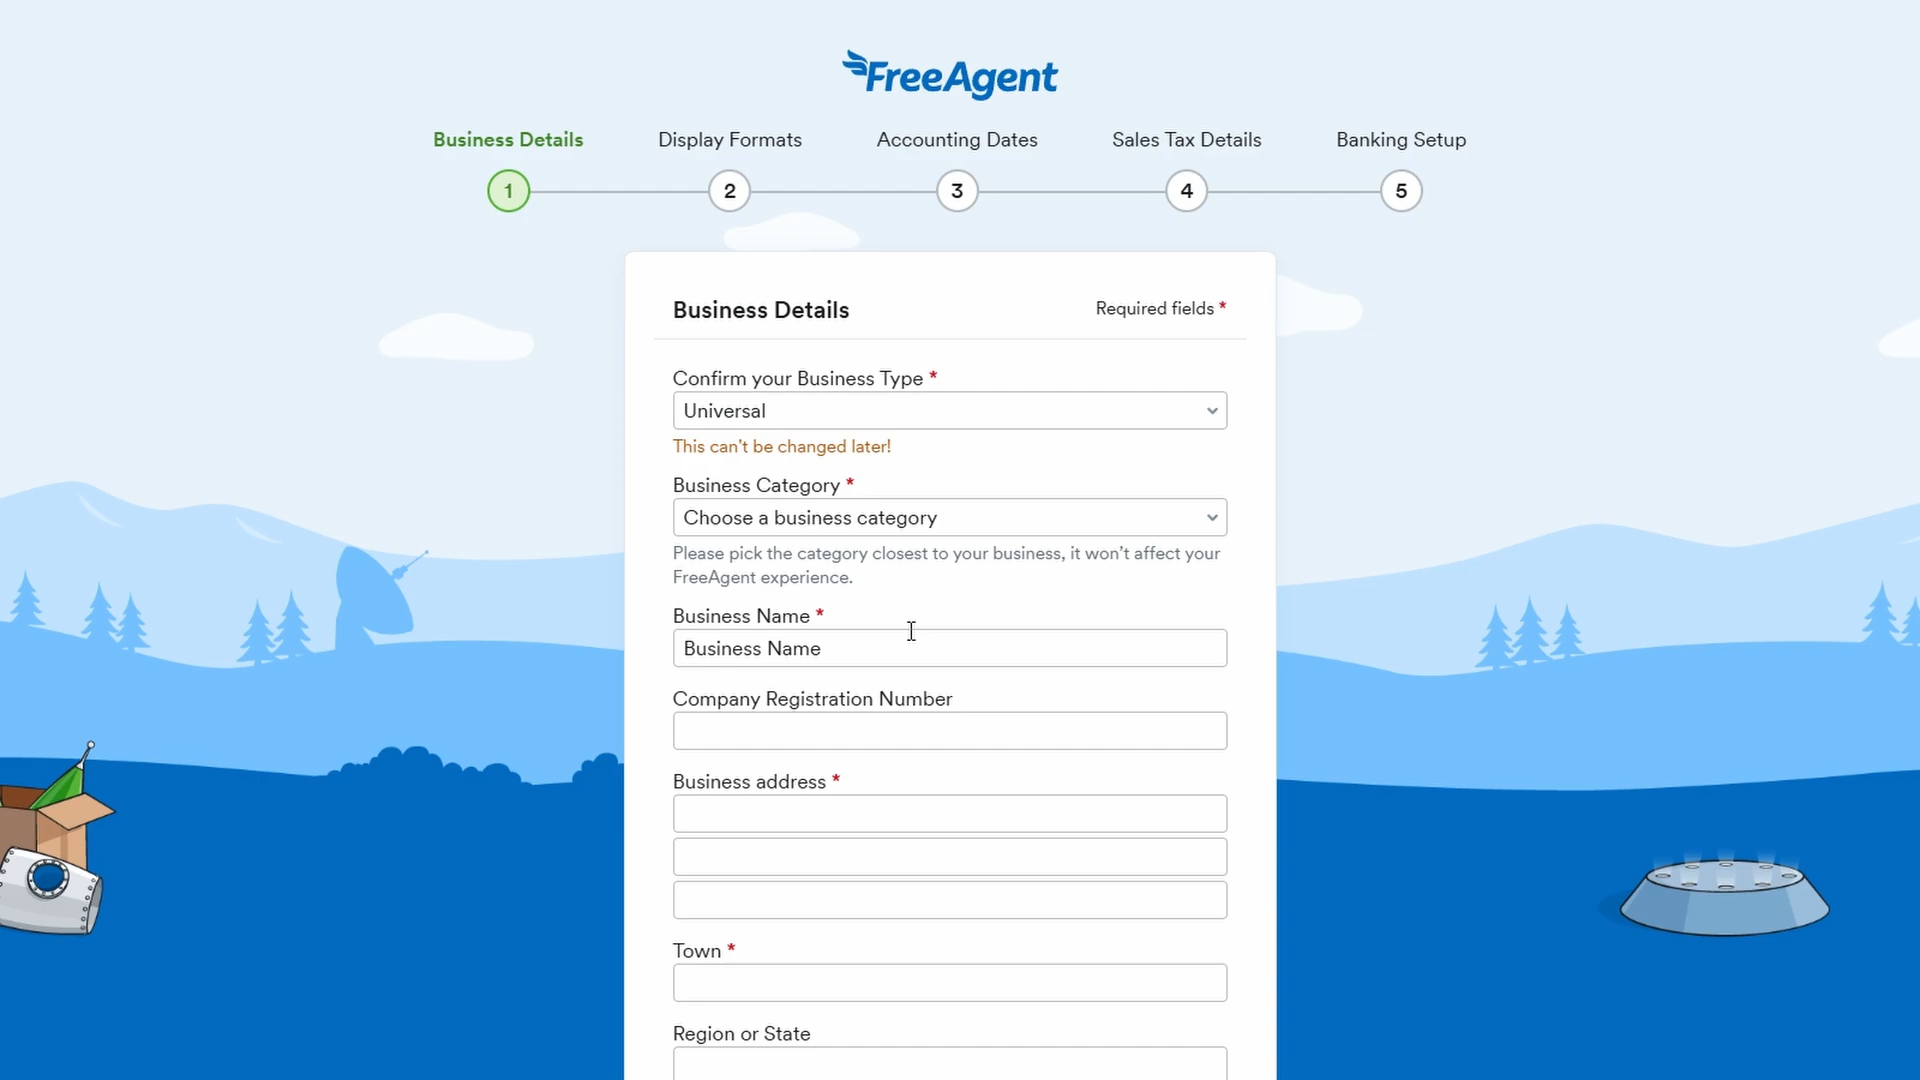 FreeAgent
Business Details
Display Formats
Accounting Dates
Sales Tax Details
Banking Setup
1
2
3
4
5
Business Details
Required fields *
Confirm your Business Type *
Universal
This can't be changed later!
Business Category *
Choose a business category
Please pick the category closest to your business, it won't affect your
FreeAgent experience.
Business Name *
Business Name
Company Registration Number
Business address *
Town *
Region or State